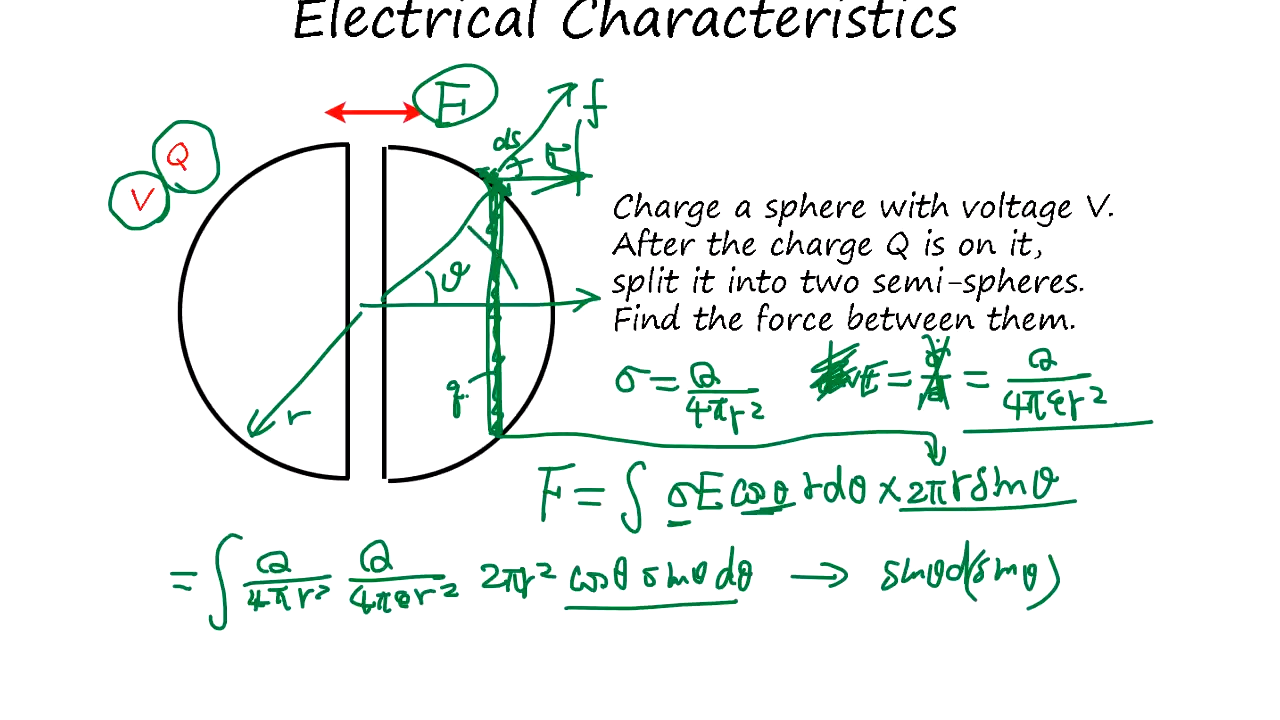 Electrical Characteristics
F
Q
V
ds
f
θ
r
q
Charge a sphere with voltage V.
After the charge Q is on it,
split it into two semi-spheres.
Find the force between them.
σ = Q / 4πr²
E = = Q / 4πεr²
F = ∫ σE cosθ rdθ × 2πr sinθ
= ∫ Q / 4πr² Q / 4πεr² 2πr² cosθ sinθ dθ → sinθ d(sinθ)